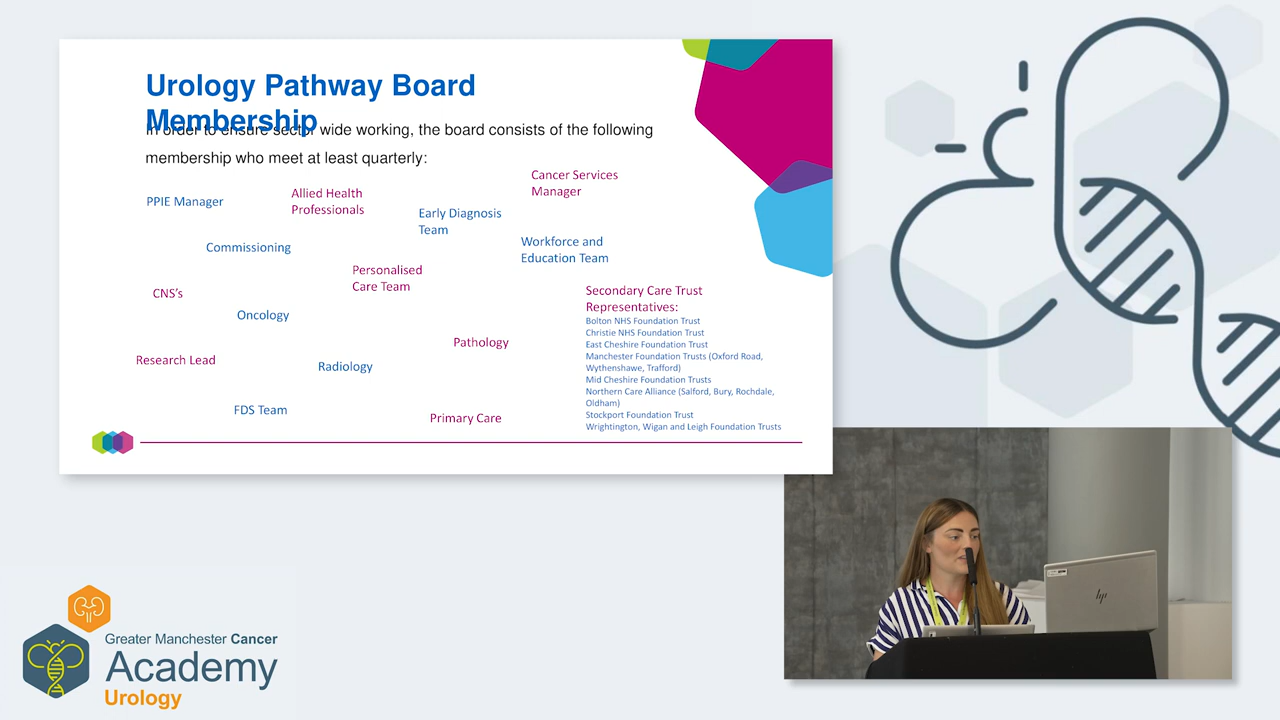 Urology Pathway Board
Membership
In order to ensure sector wide working, the board consists of the following
membership who meet at least quarterly:
PPIE Manager
Allied Health
Professionals
Early Diagnosis
Team
Cancer Services
Manager
Commissioning
Workforce and
Education Team
Personalised
Care Team
CNS's
Oncology
Pathology
Research Lead
Radiology
FDS Team
Primary Care
Secondary Care Trust
Representatives:
Bolton NHS Foundation Trust
Christie NHS Foundation Trust
East Cheshire Foundation Trust
Manchester Foundation Trusts (Oxford Road,
Wythenshawe, Trafford)
Mid Cheshire Foundation Trusts
Northern Care Alliance (Salford, Bury, Rochdale,
Oldham)
Stockport Foundation Trust
Wrightington, Wigan and Leigh Foundation Trusts
hp
Greater Manchester Cancer
Academy
Urology